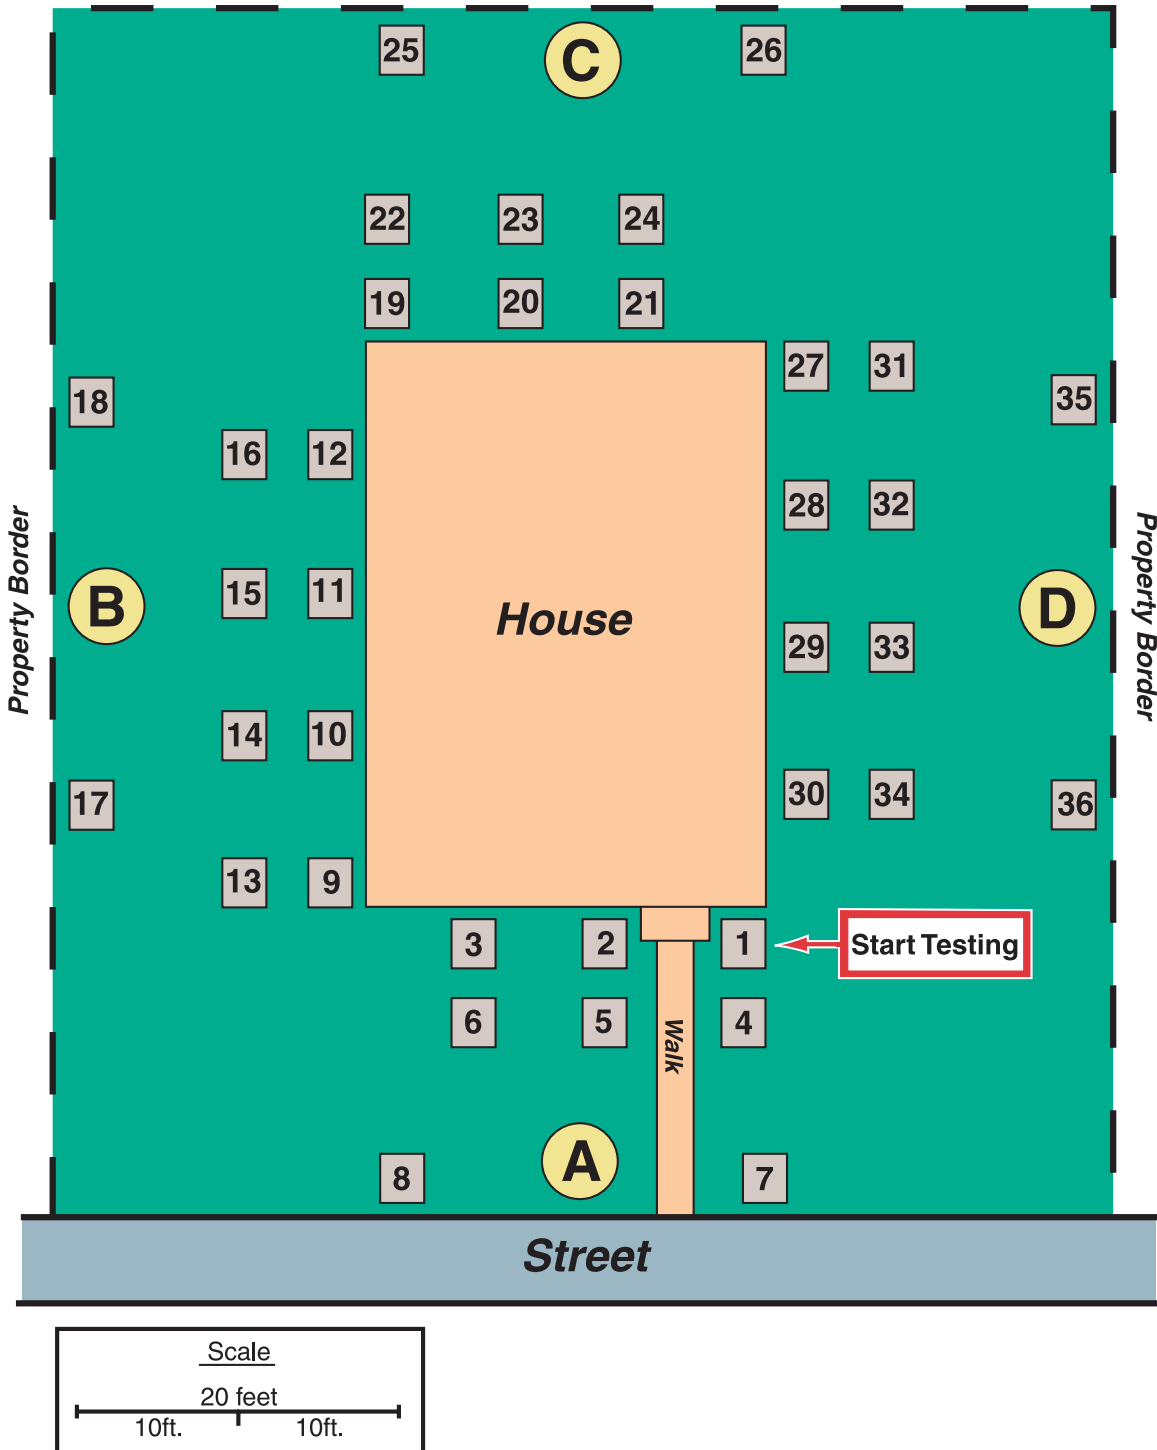 25 C 26
22 23 24
19 20 21
27 31
18 35
16 12
28 32
15 11
B House D
29 33
14 10
Property Border
Property Border
17 30 34 36
13 9
3 2 1 Start Testing
6 5 4
Walk
8 A 7
Street
Scale
20 feet
10ft. 10ft.